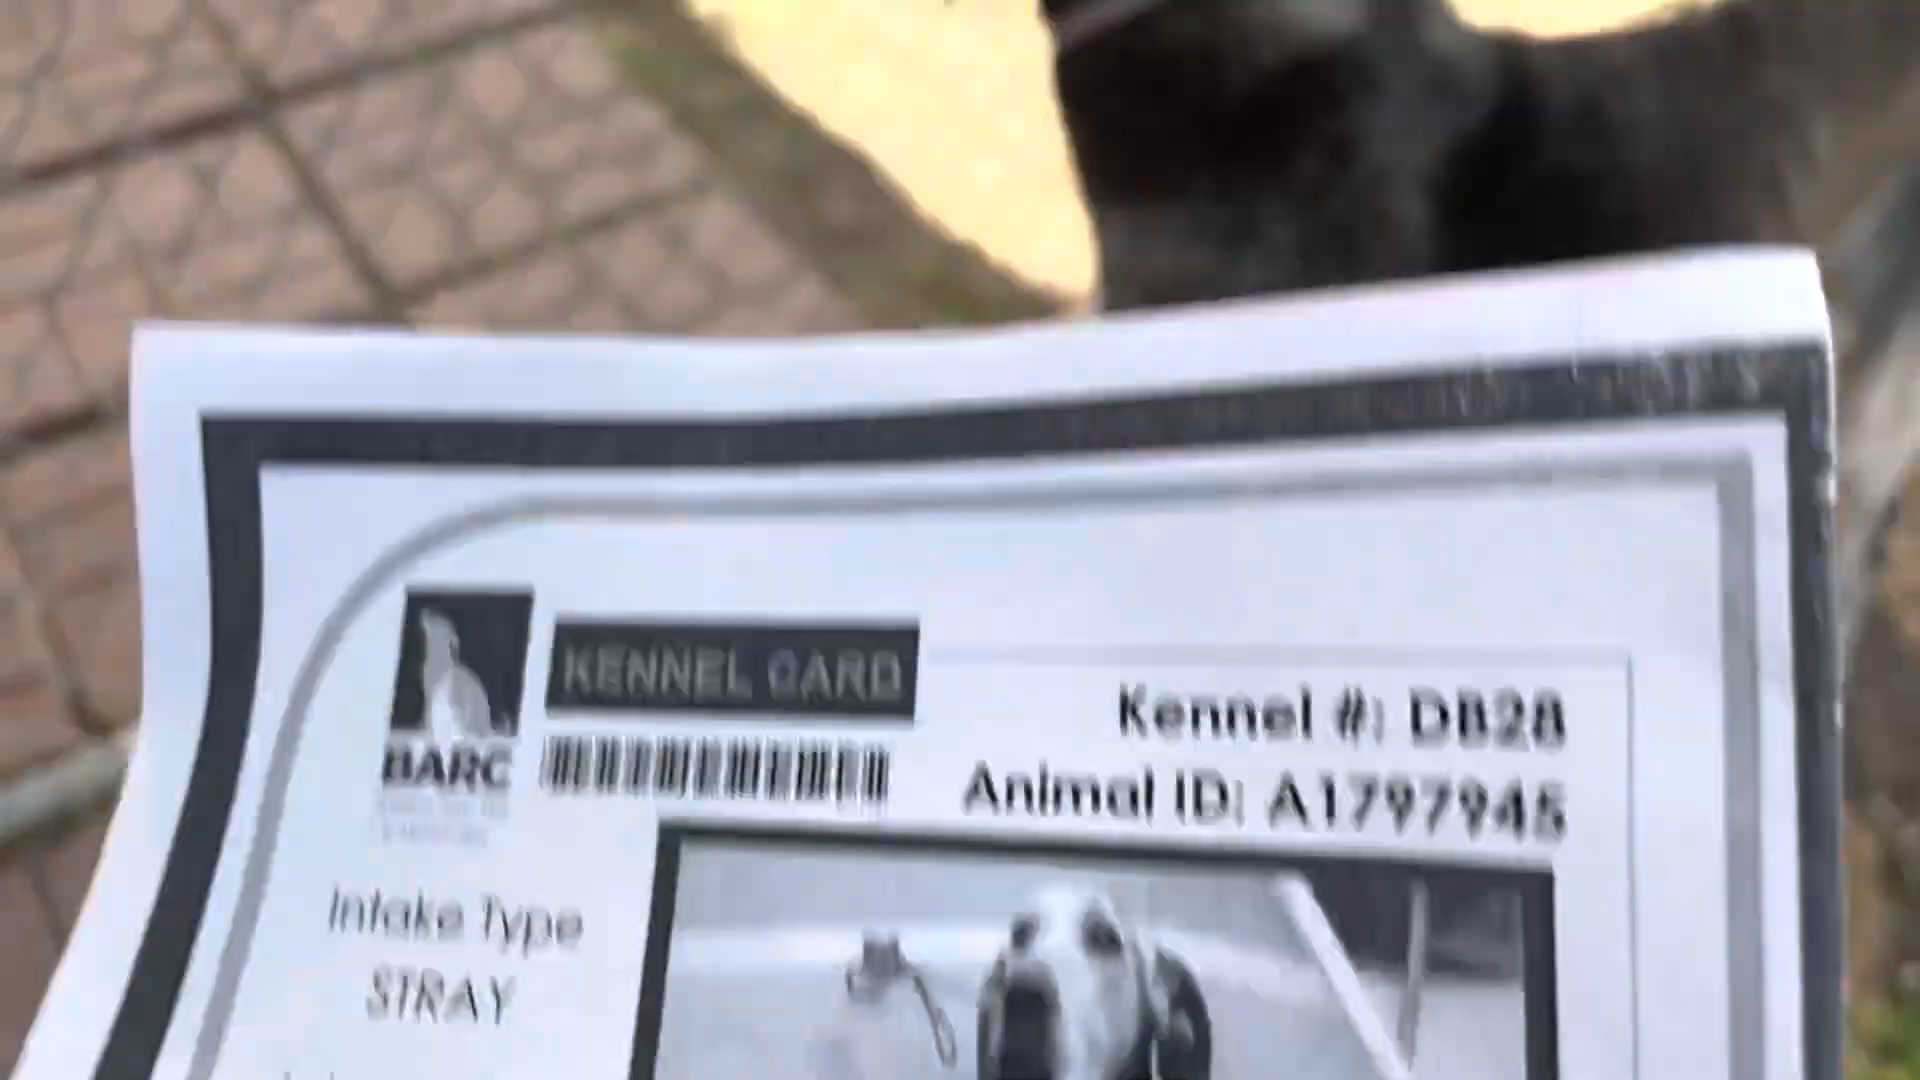 KENNEL CARD
BARC
Kennel #: DB28
Animal ID: A1797945
Intake Type
STRAY